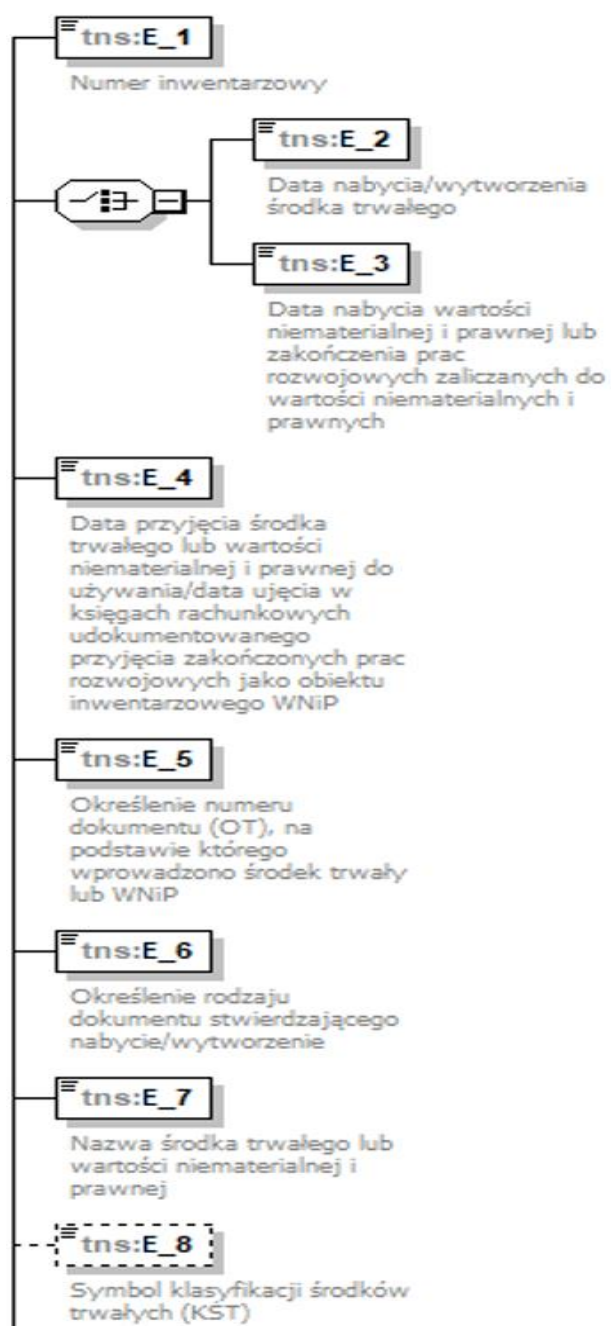 tns:E_1
Numer inwentarzowy
tns:E_2
Data nabycia/wytworzenia
środka trwałego
tns:E_3
Data nabycia wartości
niematerialnej i prawnej lub
zakończenia prac
rozwojowych zaliczanych do
wartości niematerialnych i
prawnych
tns:E_4
Data przyjęcia środka
trwałego lub wartości
niematerialnej i prawnej do
używania/data ujęcia w
księgach rachunkowych
udokumentowanego
przyjęcia zakończonych prac
rozwojowych jako obiektu
inwentarzowego WNiP
tns:E_5
Określenie numeru
dokumentu (OT), na
podstawie którego
wprowadzono środek trwały
lub WNiP
tns:E_6
Określenie rodzaju
dokumentu stwierdzającego
nabycie/wytworzenie
tns:E_7
Nazwa środka trwałego lub
wartości niematerialnej i
prawnej
tns:E_8
Symbol klasyfikacji środków
trwałych (KŚT)